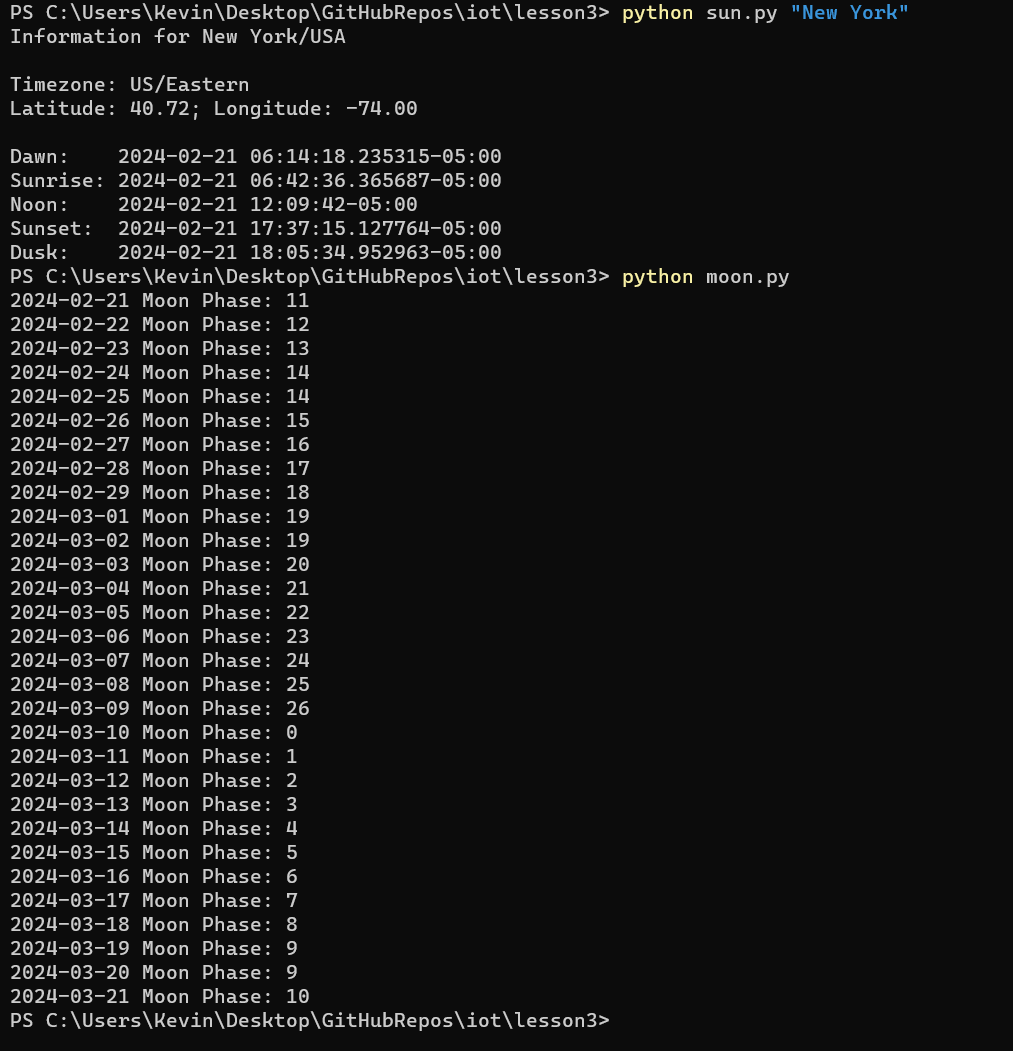 PS C:\Users\Kevin\Desktop\GitHubRepos\iot\lesson3> python sun.py "New York"
Information for New York/USA

Timezone: US/Eastern
Latitude: 40.72; Longitude: -74.00

Dawn:    2024-02-21 06:14:18.235315-05:00
Sunrise: 2024-02-21 06:42:36.365687-05:00
Noon:    2024-02-21 12:09:42-05:00
Sunset:  2024-02-21 17:37:15.127764-05:00
Dusk:    2024-02-21 18:05:34.952963-05:00
PS C:\Users\Kevin\Desktop\GitHubRepos\iot\lesson3> python moon.py
2024-02-21 Moon Phase: 11
2024-02-22 Moon Phase: 12
2024-02-23 Moon Phase: 13
2024-02-24 Moon Phase: 14
2024-02-25 Moon Phase: 14
2024-02-26 Moon Phase: 15
2024-02-27 Moon Phase: 16
2024-02-28 Moon Phase: 17
2024-02-29 Moon Phase: 18
2024-03-01 Moon Phase: 19
2024-03-02 Moon Phase: 19
2024-03-03 Moon Phase: 20
2024-03-04 Moon Phase: 21
2024-03-05 Moon Phase: 22
2024-03-06 Moon Phase: 23
2024-03-07 Moon Phase: 24
2024-03-08 Moon Phase: 25
2024-03-09 Moon Phase: 26
2024-03-10 Moon Phase: 0
2024-03-11 Moon Phase: 1
2024-03-12 Moon Phase: 2
2024-03-13 Moon Phase: 3
2024-03-14 Moon Phase: 4
2024-03-15 Moon Phase: 5
2024-03-16 Moon Phase: 6
2024-03-17 Moon Phase: 7
2024-03-18 Moon Phase: 8
2024-03-19 Moon Phase: 9
2024-03-20 Moon Phase: 9
2024-03-21 Moon Phase: 10
PS C:\Users\Kevin\Desktop\GitHubRepos\iot\lesson3>